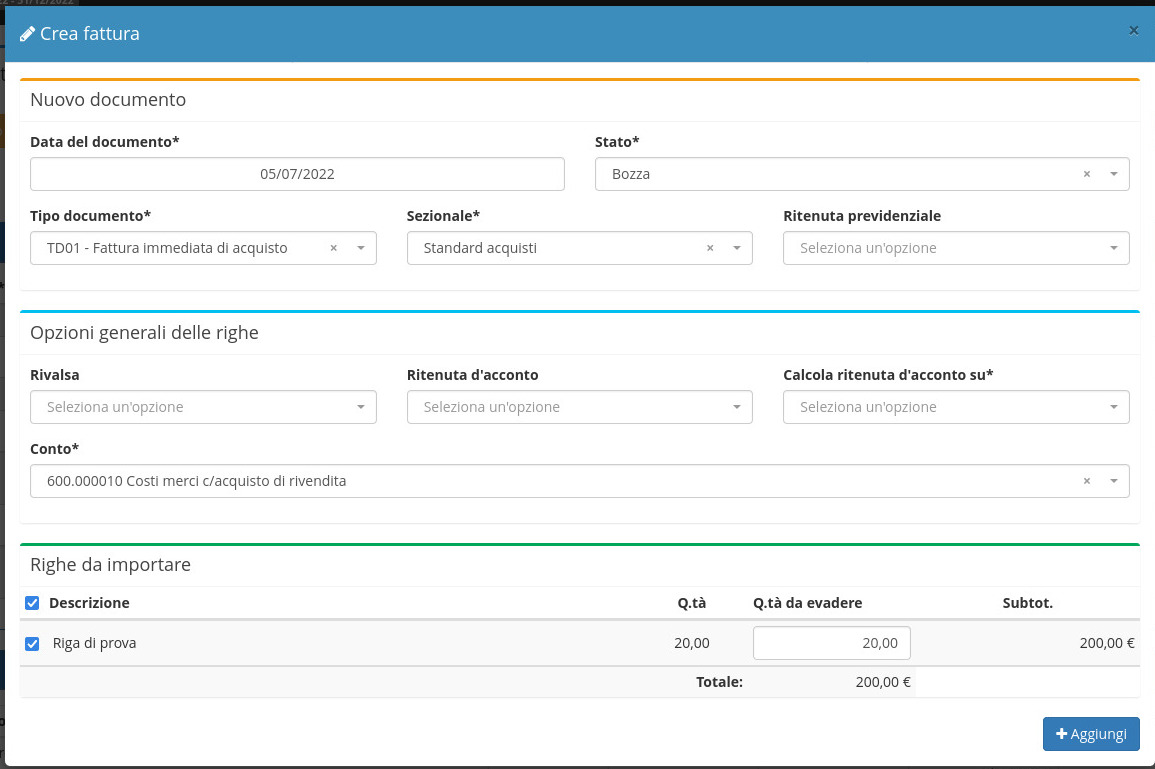 31/12/2022
Crea fattura ×
Nuovo documento
Data del documento* Stato*
05/07/2022 Bozza ×
Tipo documento* Sezionale* Ritenuta previdenziale
TD01 - Fattura immediata di acquisto × Standard acquisti × Seleziona un'opzione
Opzioni generali delle righe
Rivalsa Ritenuta d'acconto Calcola ritenuta d'acconto su*
Seleziona un'opzione Seleziona un'opzione Seleziona un'opzione
Conto*
600.000010 Costi merci c/acquisto di rivendita ×
Righe da importare
Descrizione Q.tà Q.tà da evadere Subtot.
Riga di prova 20,00 20,00 200,00 €
Totale: 200,00 €
Aggiungi